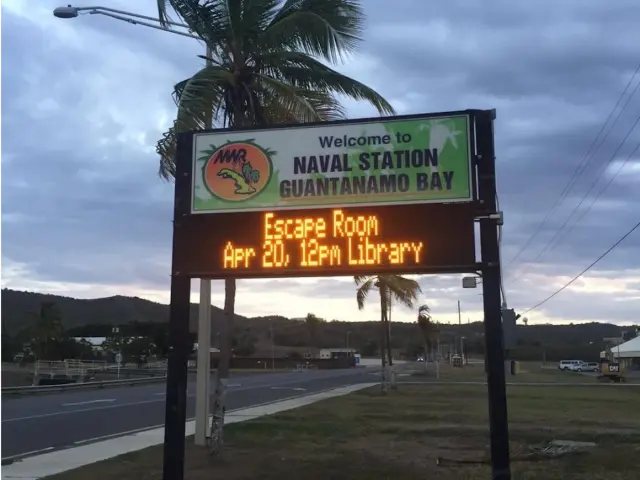 Welcome to
NAVAL STATION
GUANTANAMO BAY
MWR
Escape Room
Apr 20, 12pm Library